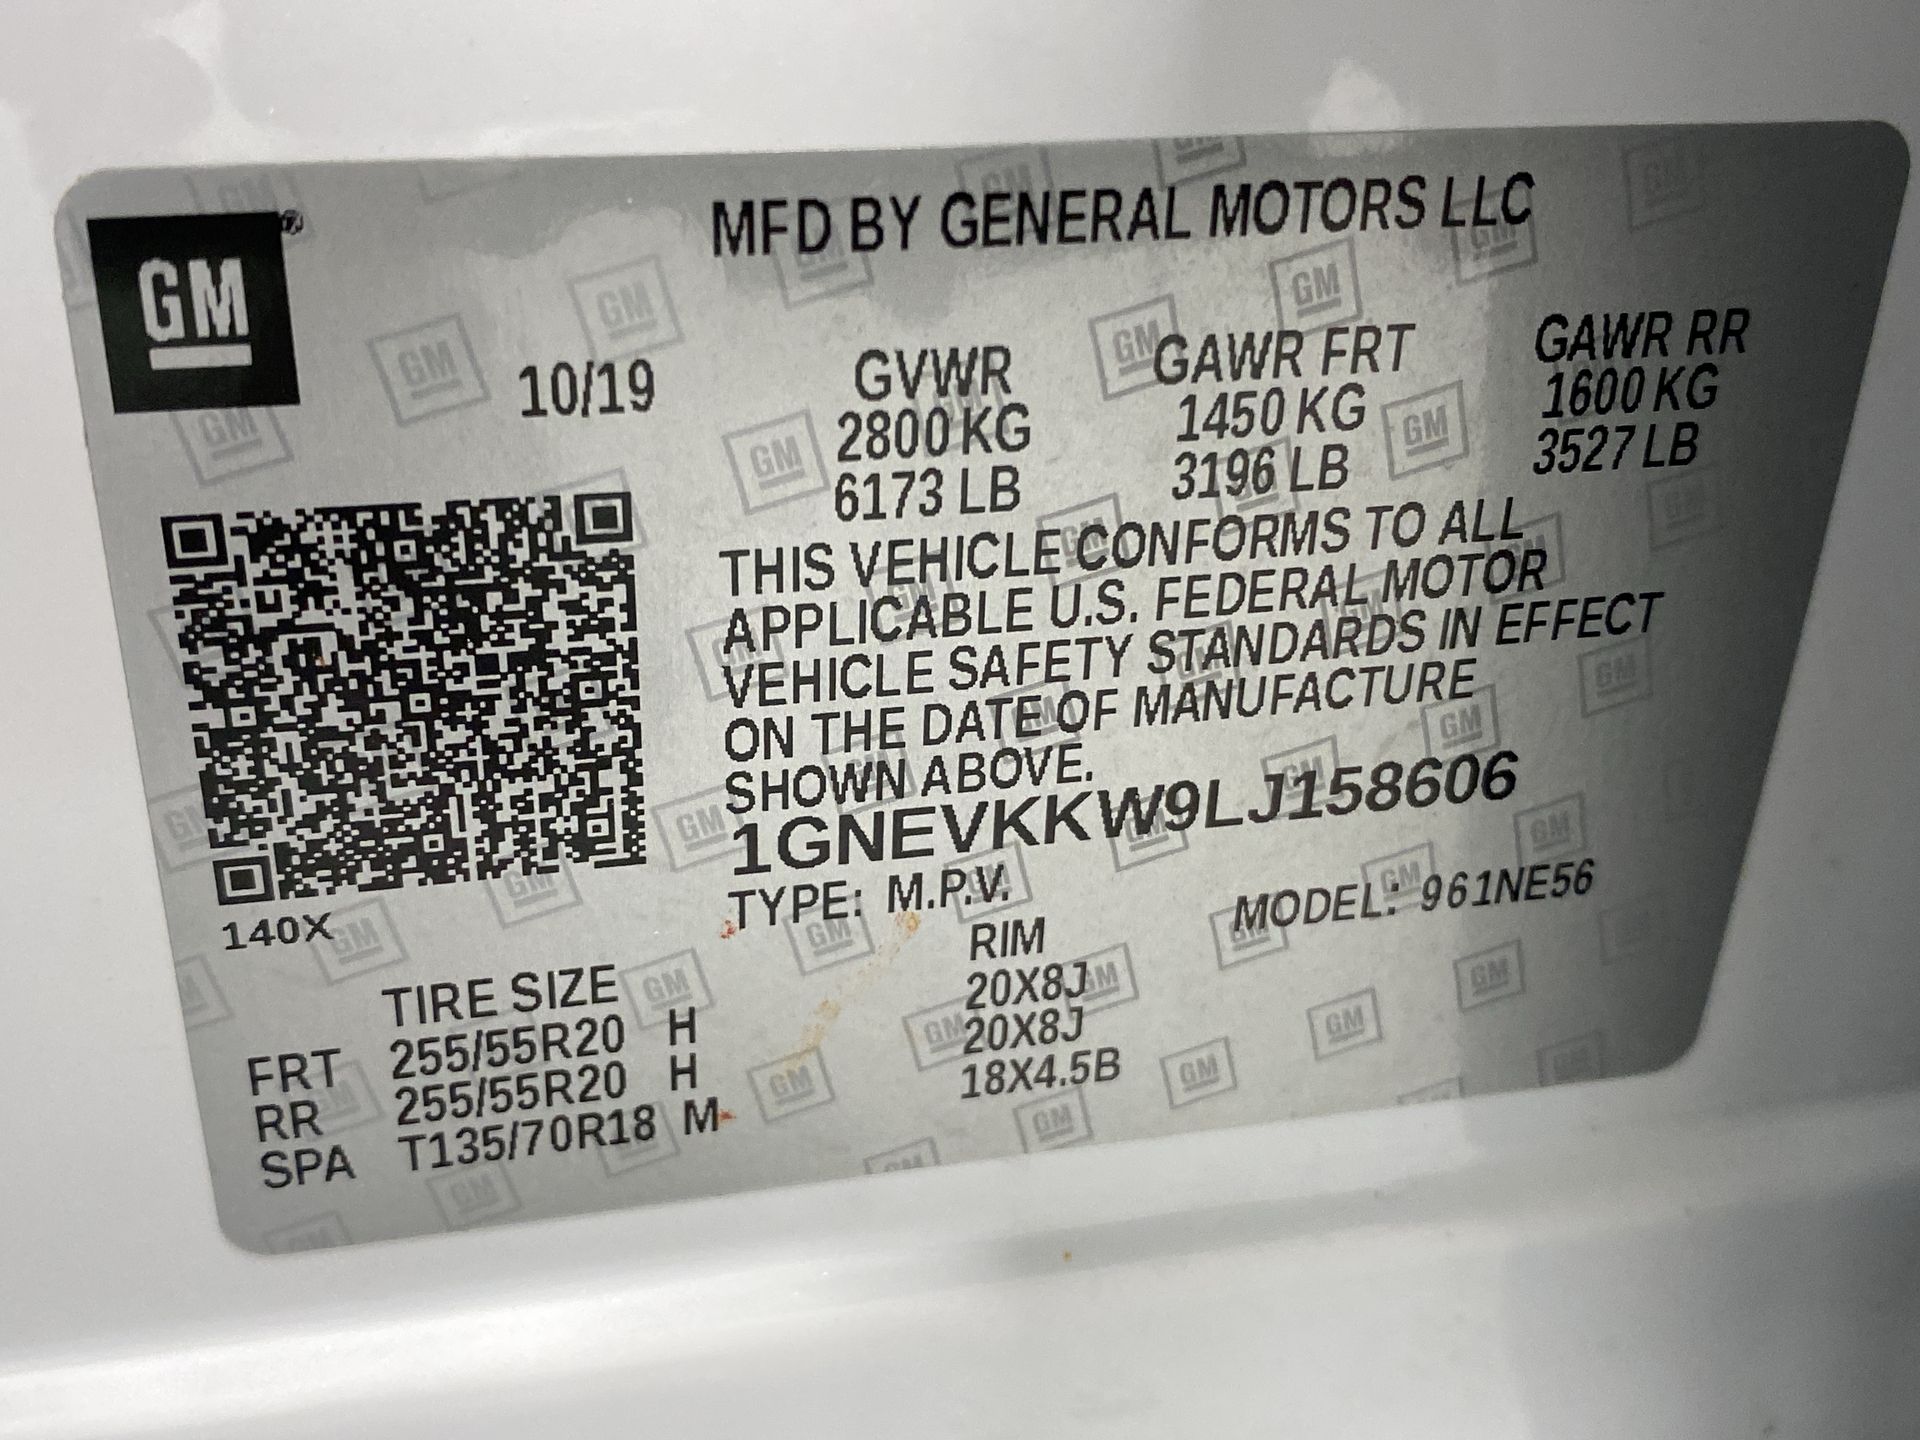 GM
MFD BY GENERAL MOTORS LLC
10/19
GVWR GAWR FRT GAWR RR
2800 KG 1450 KG 1600 KG
6173 LB 3196 LB 3527 LB
THIS VEHICLE CONFORMS TO ALL
APPLICABLE U.S. FEDERAL MOTOR
VEHICLE SAFETY STANDARDS IN EFFECT
ON THE DATE OF MANUFACTURE
SHOWN ABOVE.
1GNEVKKW9LJ158606
TYPE: M.P.V. MODEL: 961NE56
140X
TIRE SIZE RIM
FRT 255/55R20 H 20X8J
RR 255/55R20 H 20X8J
SPA T135/70R18 M 18X4.5B